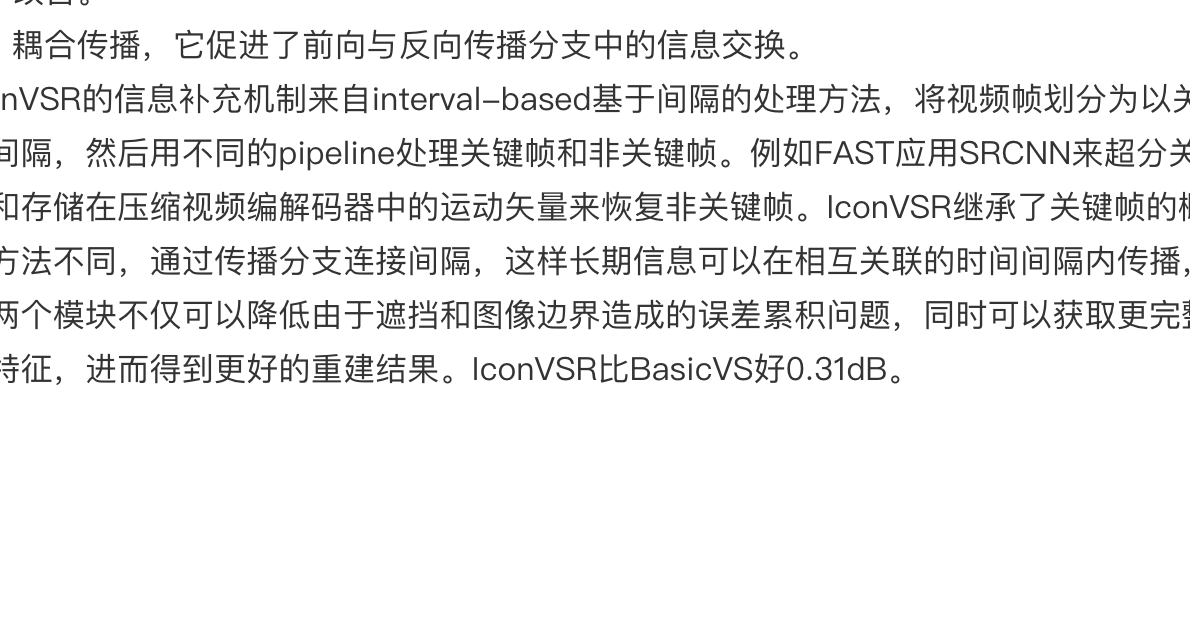 耦合传播，它促进了前向与反向传播分支中的信息交换。
nVSR的信息补充机制来自interval-based基于间隔的处理方法，将视频帧划分为以关
间隔，然后用不同的pipeline处理关键帧和非关键帧。例如FAST应用SRCNN来超分关
和存储在压缩视频编解码器中的运动矢量来恢复非关键帧。IconVSR继承了关键帧的概
方法不同，通过传播分支连接间隔，这样长期信息可以在相互关联的时间间隔内传播，
两个模块不仅可以降低由于遮挡和图像边界造成的误差累积问题，同时可以获取更完整
特征，进而得到更好的重建结果。IconVSR比BasicVS好0.31dB。